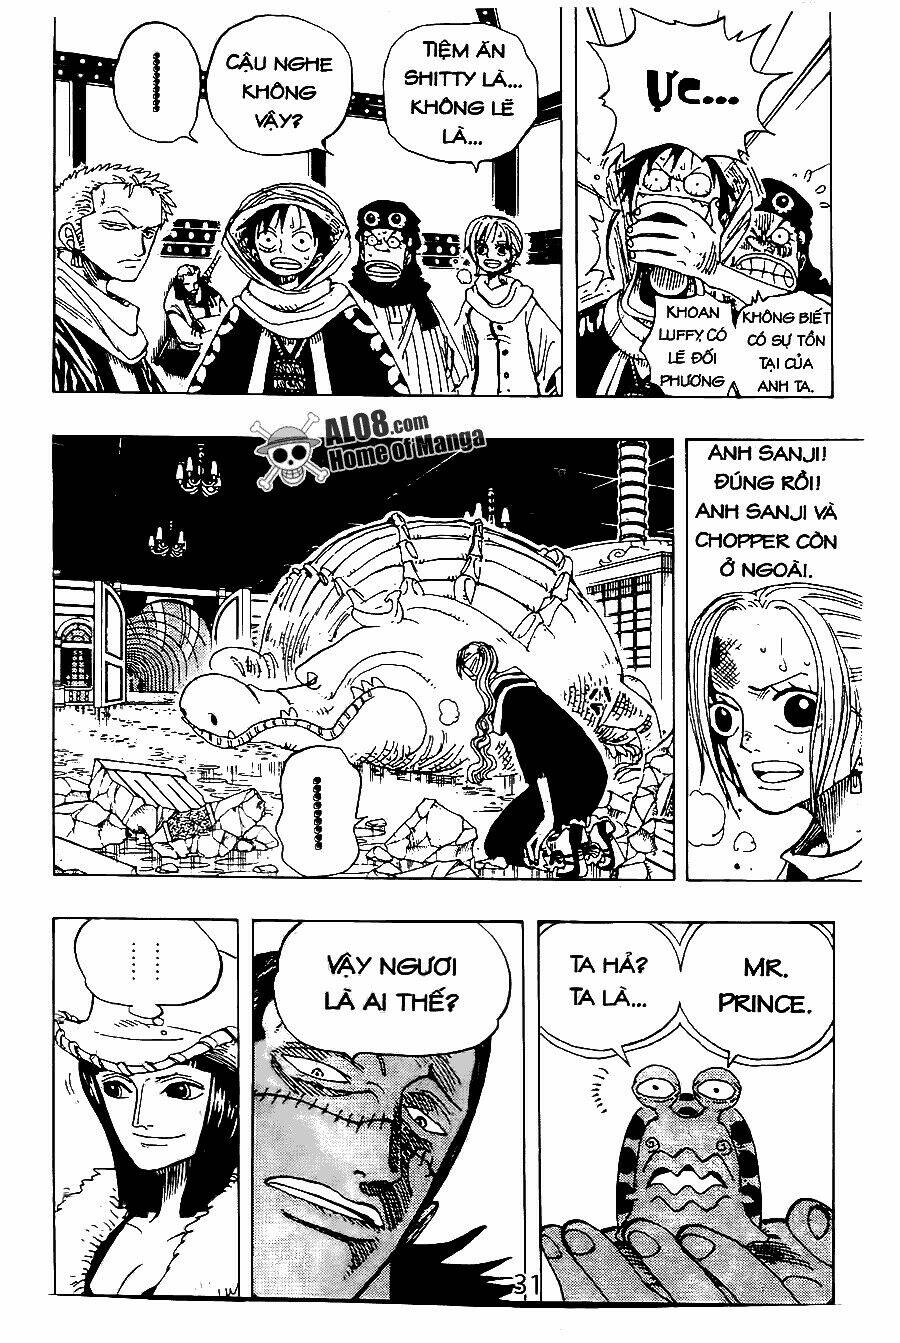 TIỆM ĂN
SHITTY LÀ...
KHÔNG LẼ
LÀ...
CẬU NGHE
KHÔNG
VẬY?
.........
ỰC...
KHOAN
LUFFY, CÓ
LẼ ĐỐI
PHƯƠNG
KHÔNG BIẾT
CÓ SỰ TỒN
TẠI CỦA
ANH TA.
AL08.com
Home of Manga
.........
ANH SANJI!
ĐÚNG RỒI!
ANH SANJI VÀ
CHOPPER CÒN
Ở NGOÀI.
......
VẬY NGƯƠI
LÀ AI THẾ?
TA HẢ?
TA LÀ...
MR.
PRINCE.
31